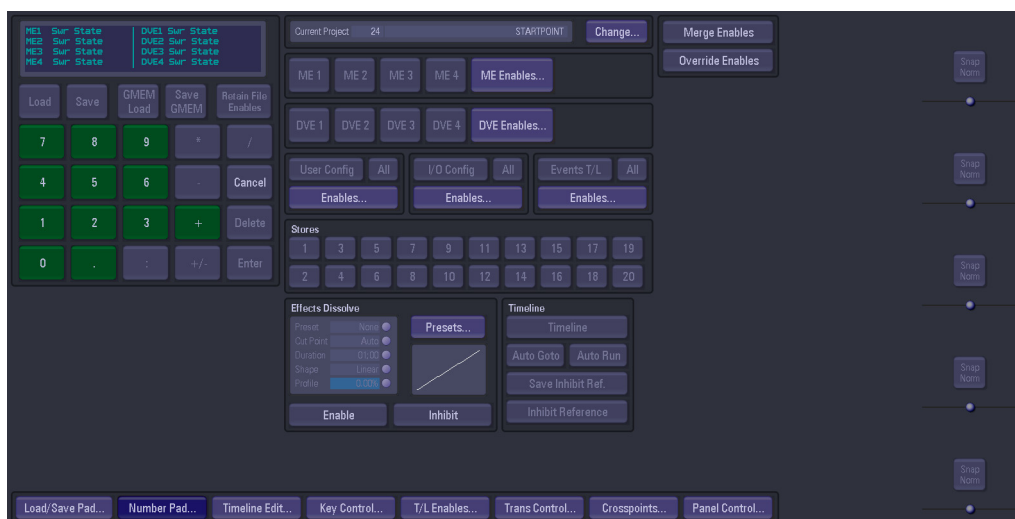 ME1 Swr State DVE1 Swr State
ME2 Swr State DVE2 Swr State
ME3 Swr State DVE3 Swr State
ME4 Swr State DVE4 Swr State
Load Save GMEM Load Save GMEM Retain File Enables
7 8 9 * /
4 5 6 - Cancel
1 2 3 + Delete
0 . : +/- Enter
Current Project 24 STARTPOINT Change...
ME 1 ME 2 ME 3 ME 4 ME Enables...
DVE 1 DVE 2 DVE 3 DVE 4 DVE Enables...
User Config All I/O Config All Events T/L All
Enables... Enables... Enables...
Stores
1 3 5 7 9 11 13 15 17 19
2 4 6 8 10 12 14 16 18 20
Effects Dissolve
Preset None
Cut Point Auto
Duration 01;00
Shape Linear
Profile 0.00%
Presets...
Enable Inhibit
Timeline
Timeline
Auto Goto Auto Run
Save Inhibit Ref.
Inhibit Reference
Merge Enables
Override Enables
Snap Norm
Snap Norm
Snap Norm
Snap Norm
Snap Norm
Load/Save Pad... Number Pad... Timeline Edit... Key Control... T/L Enables... Trans Control... Crosspoints... Panel Control...